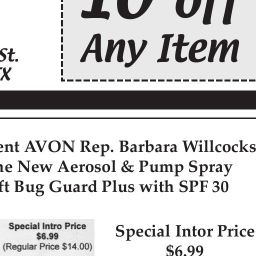 10 off
St.
Any Item
TX
ent AVON Rep. Barbara Willcocks
he New Aerosol & Pump Spray
ft Bug Guard Plus with SPF 30
Special Intro Price
$6.99
(Regular Price $14.00)
Special Intor Price
$6.99